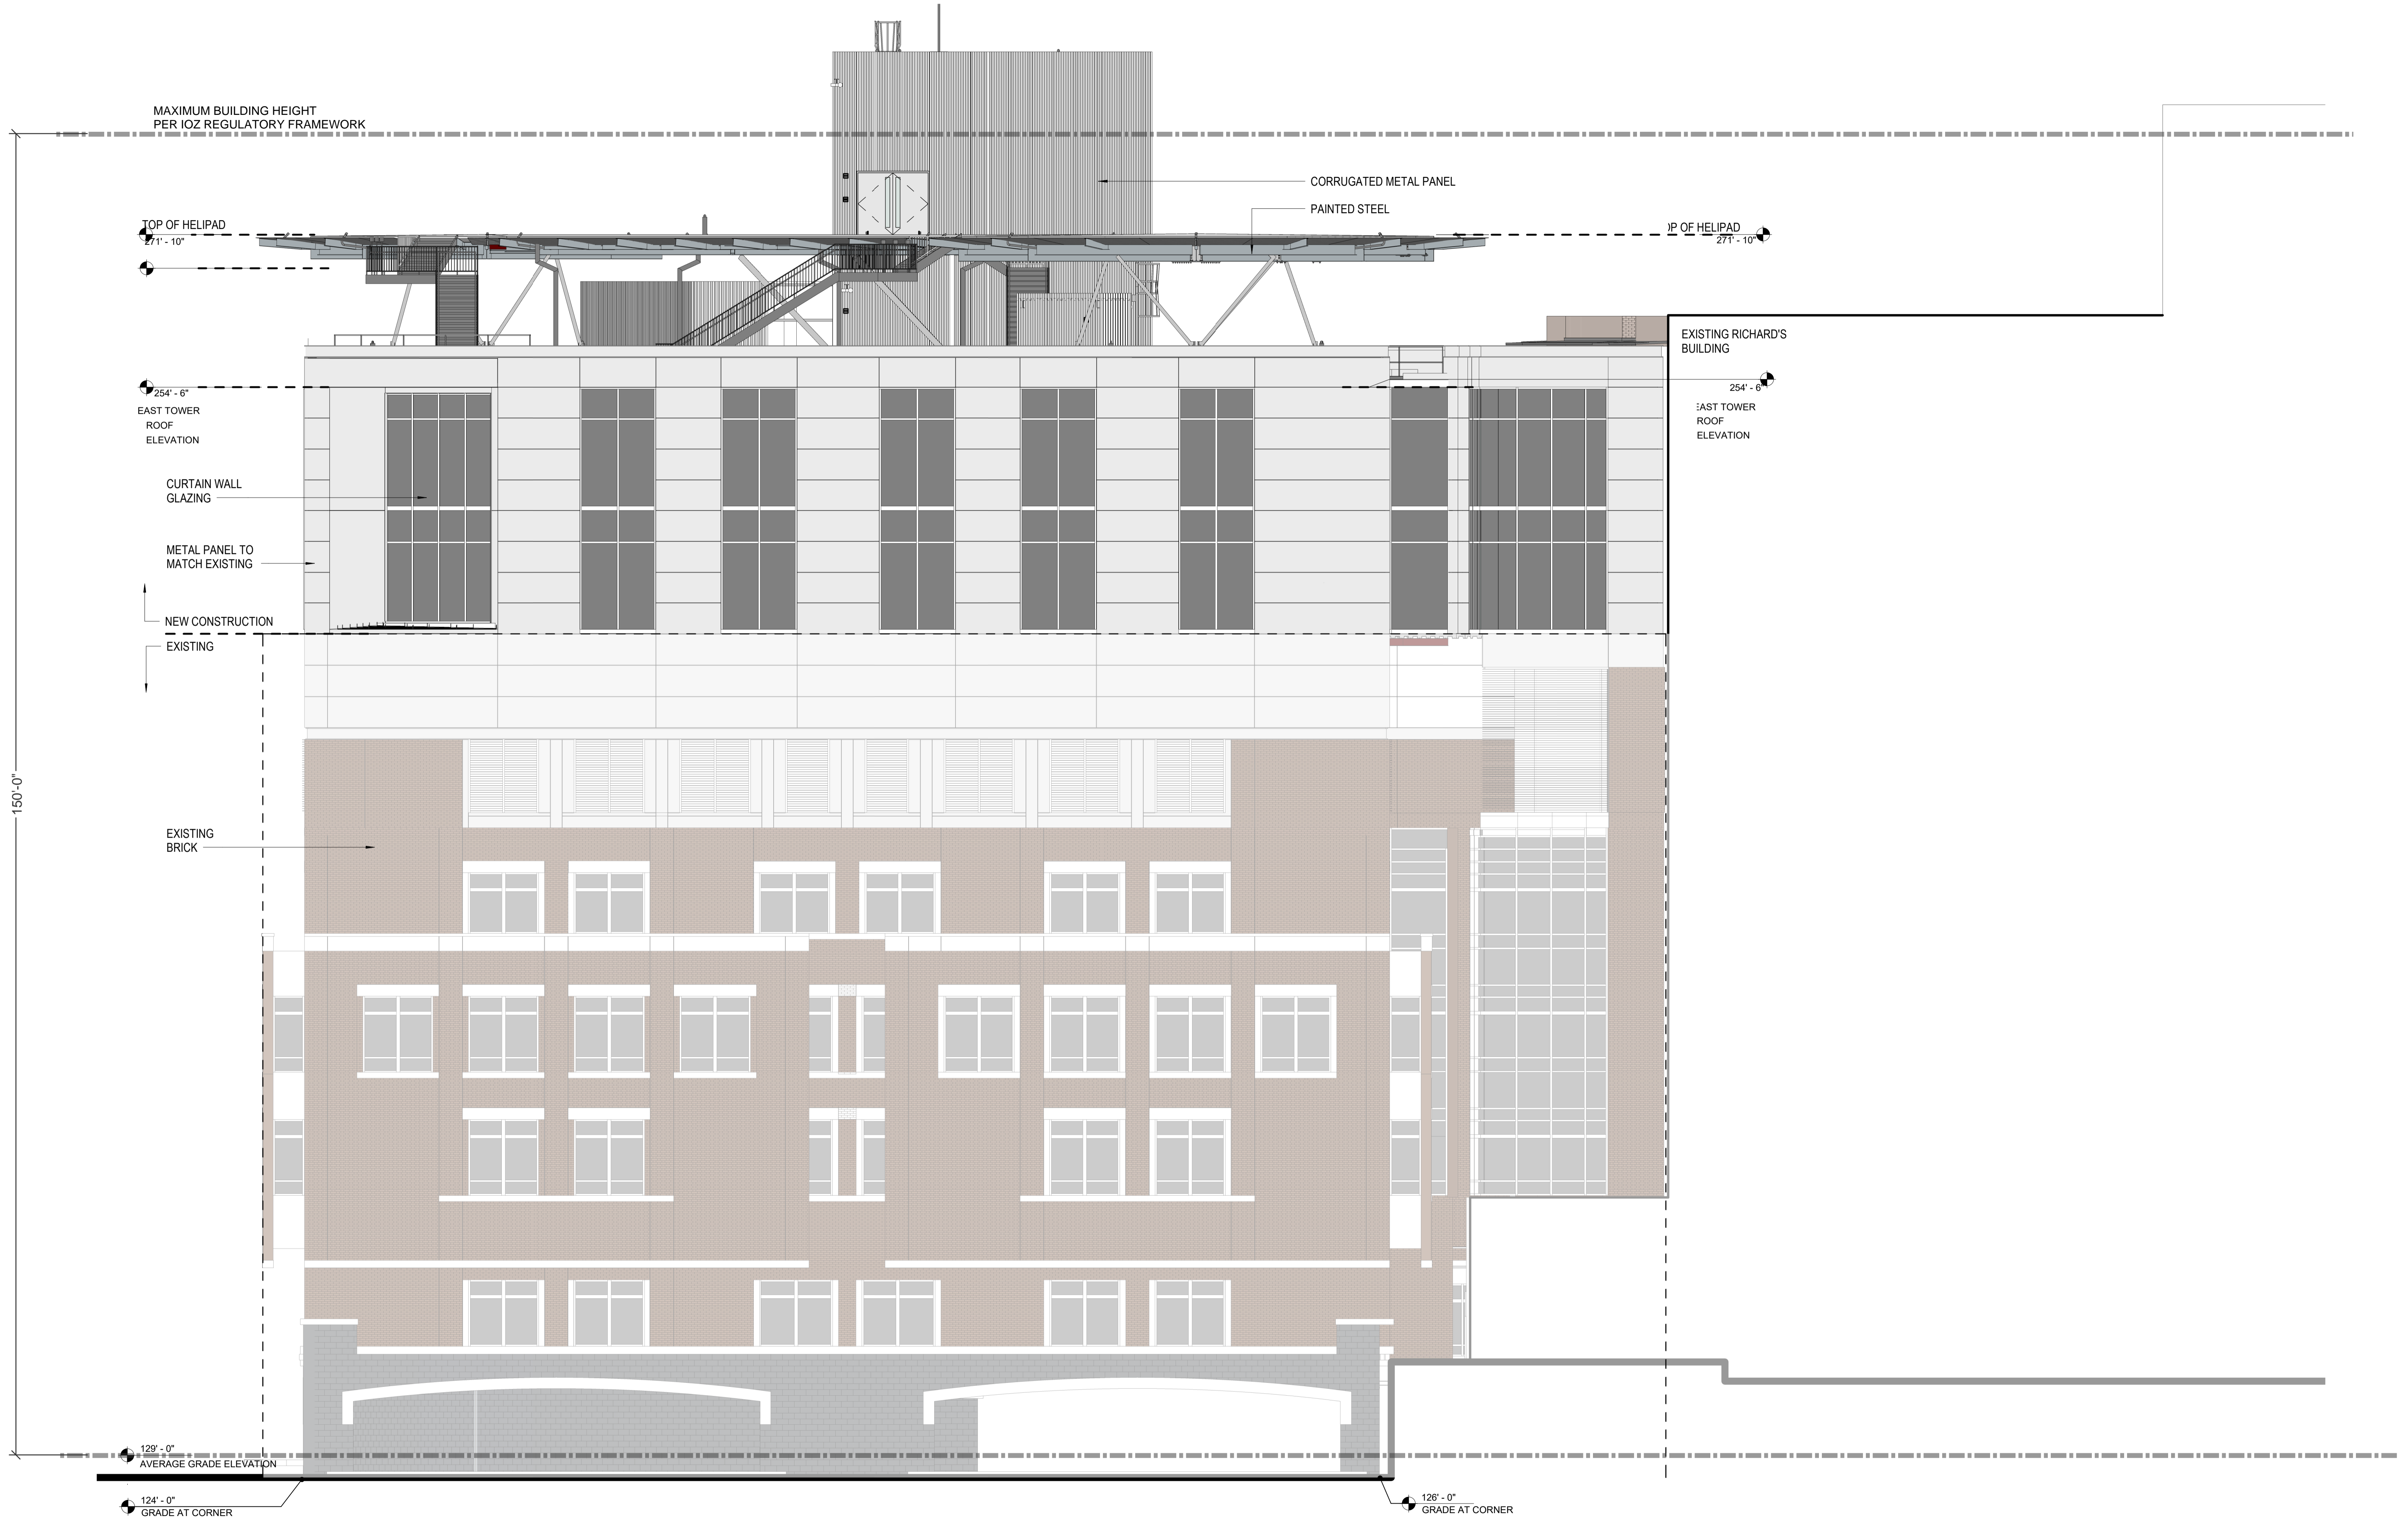 MAXIMUM BUILDING HEIGHT
PER IOZ REGULATORY FRAMEWORK
CORRUGATED METAL PANEL
PAINTED STEEL
TOP OF HELIPAD
271' - 10"
OP OF HELIPAD
271' - 10"
EXISTING RICHARD'S
BUILDING
254' - 6"
EAST TOWER
ROOF
ELEVATION
254' - 6"
EAST TOWER
ROOF
ELEVATION
CURTAIN WALL
GLAZING
METAL PANEL TO
MATCH EXISTING
NEW CONSTRUCTION
EXISTING
150'-0"
EXISTING
BRICK
129' - 0"
AVERAGE GRADE ELEVATION
124' - 0"
GRADE AT CORNER
126' - 0"
GRADE AT CORNER